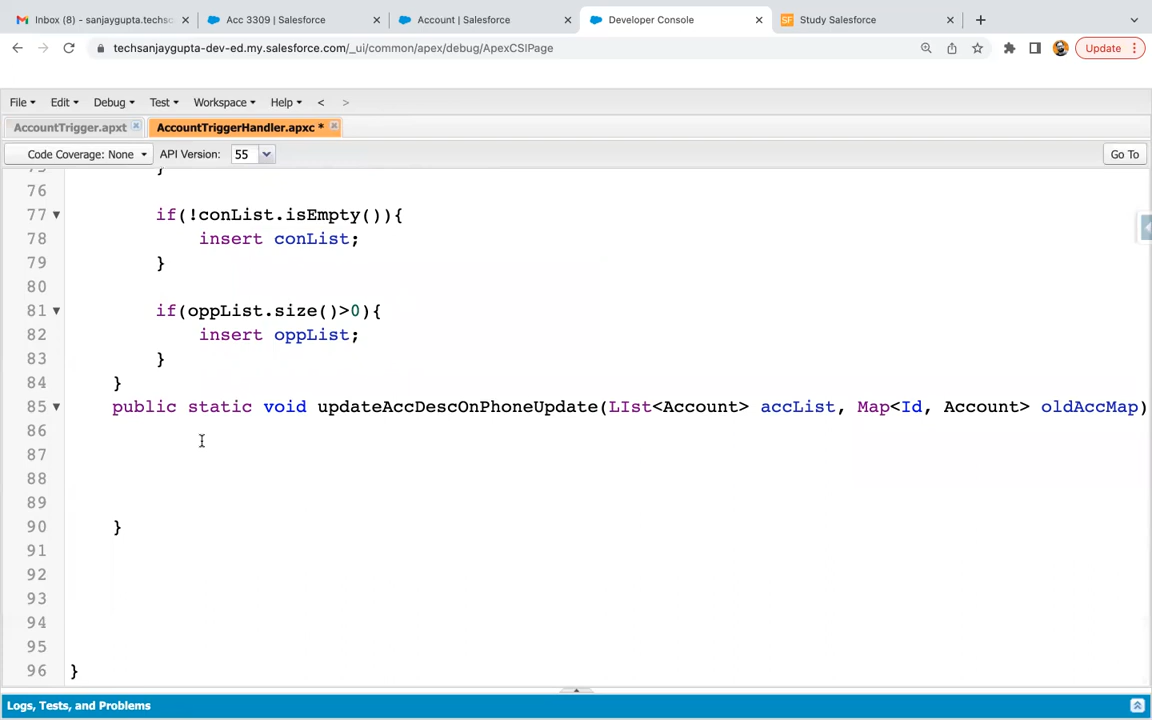 Inbox (8) - sanjaygupta.techsc
Acc 3309 | Salesforce
Account | Salesforce
Developer Console
Study Salesforce
techsanjaygupta-dev-ed.my.salesforce.com/_ui/common/apex/debug/ApexCSIPage
Update
File Edit Debug Test Workspace Help < >
AccountTrigger.apxt AccountTriggerHandler.apxc *
Code Coverage: None API Version: 55 Go To
75 }
76
77 if(!conList.isEmpty()){
78 insert conList;
79 }
80
81 if(oppList.size()>0){
82 insert oppList;
83 }
84 }
85 public static void updateAccDescOnPhoneUpdate(LIst<Account> accList, Map<Id, Account> oldAccMap)
86
87
88
89
90 }
91
92
93
94
95
96 }
Logs, Tests, and Problems